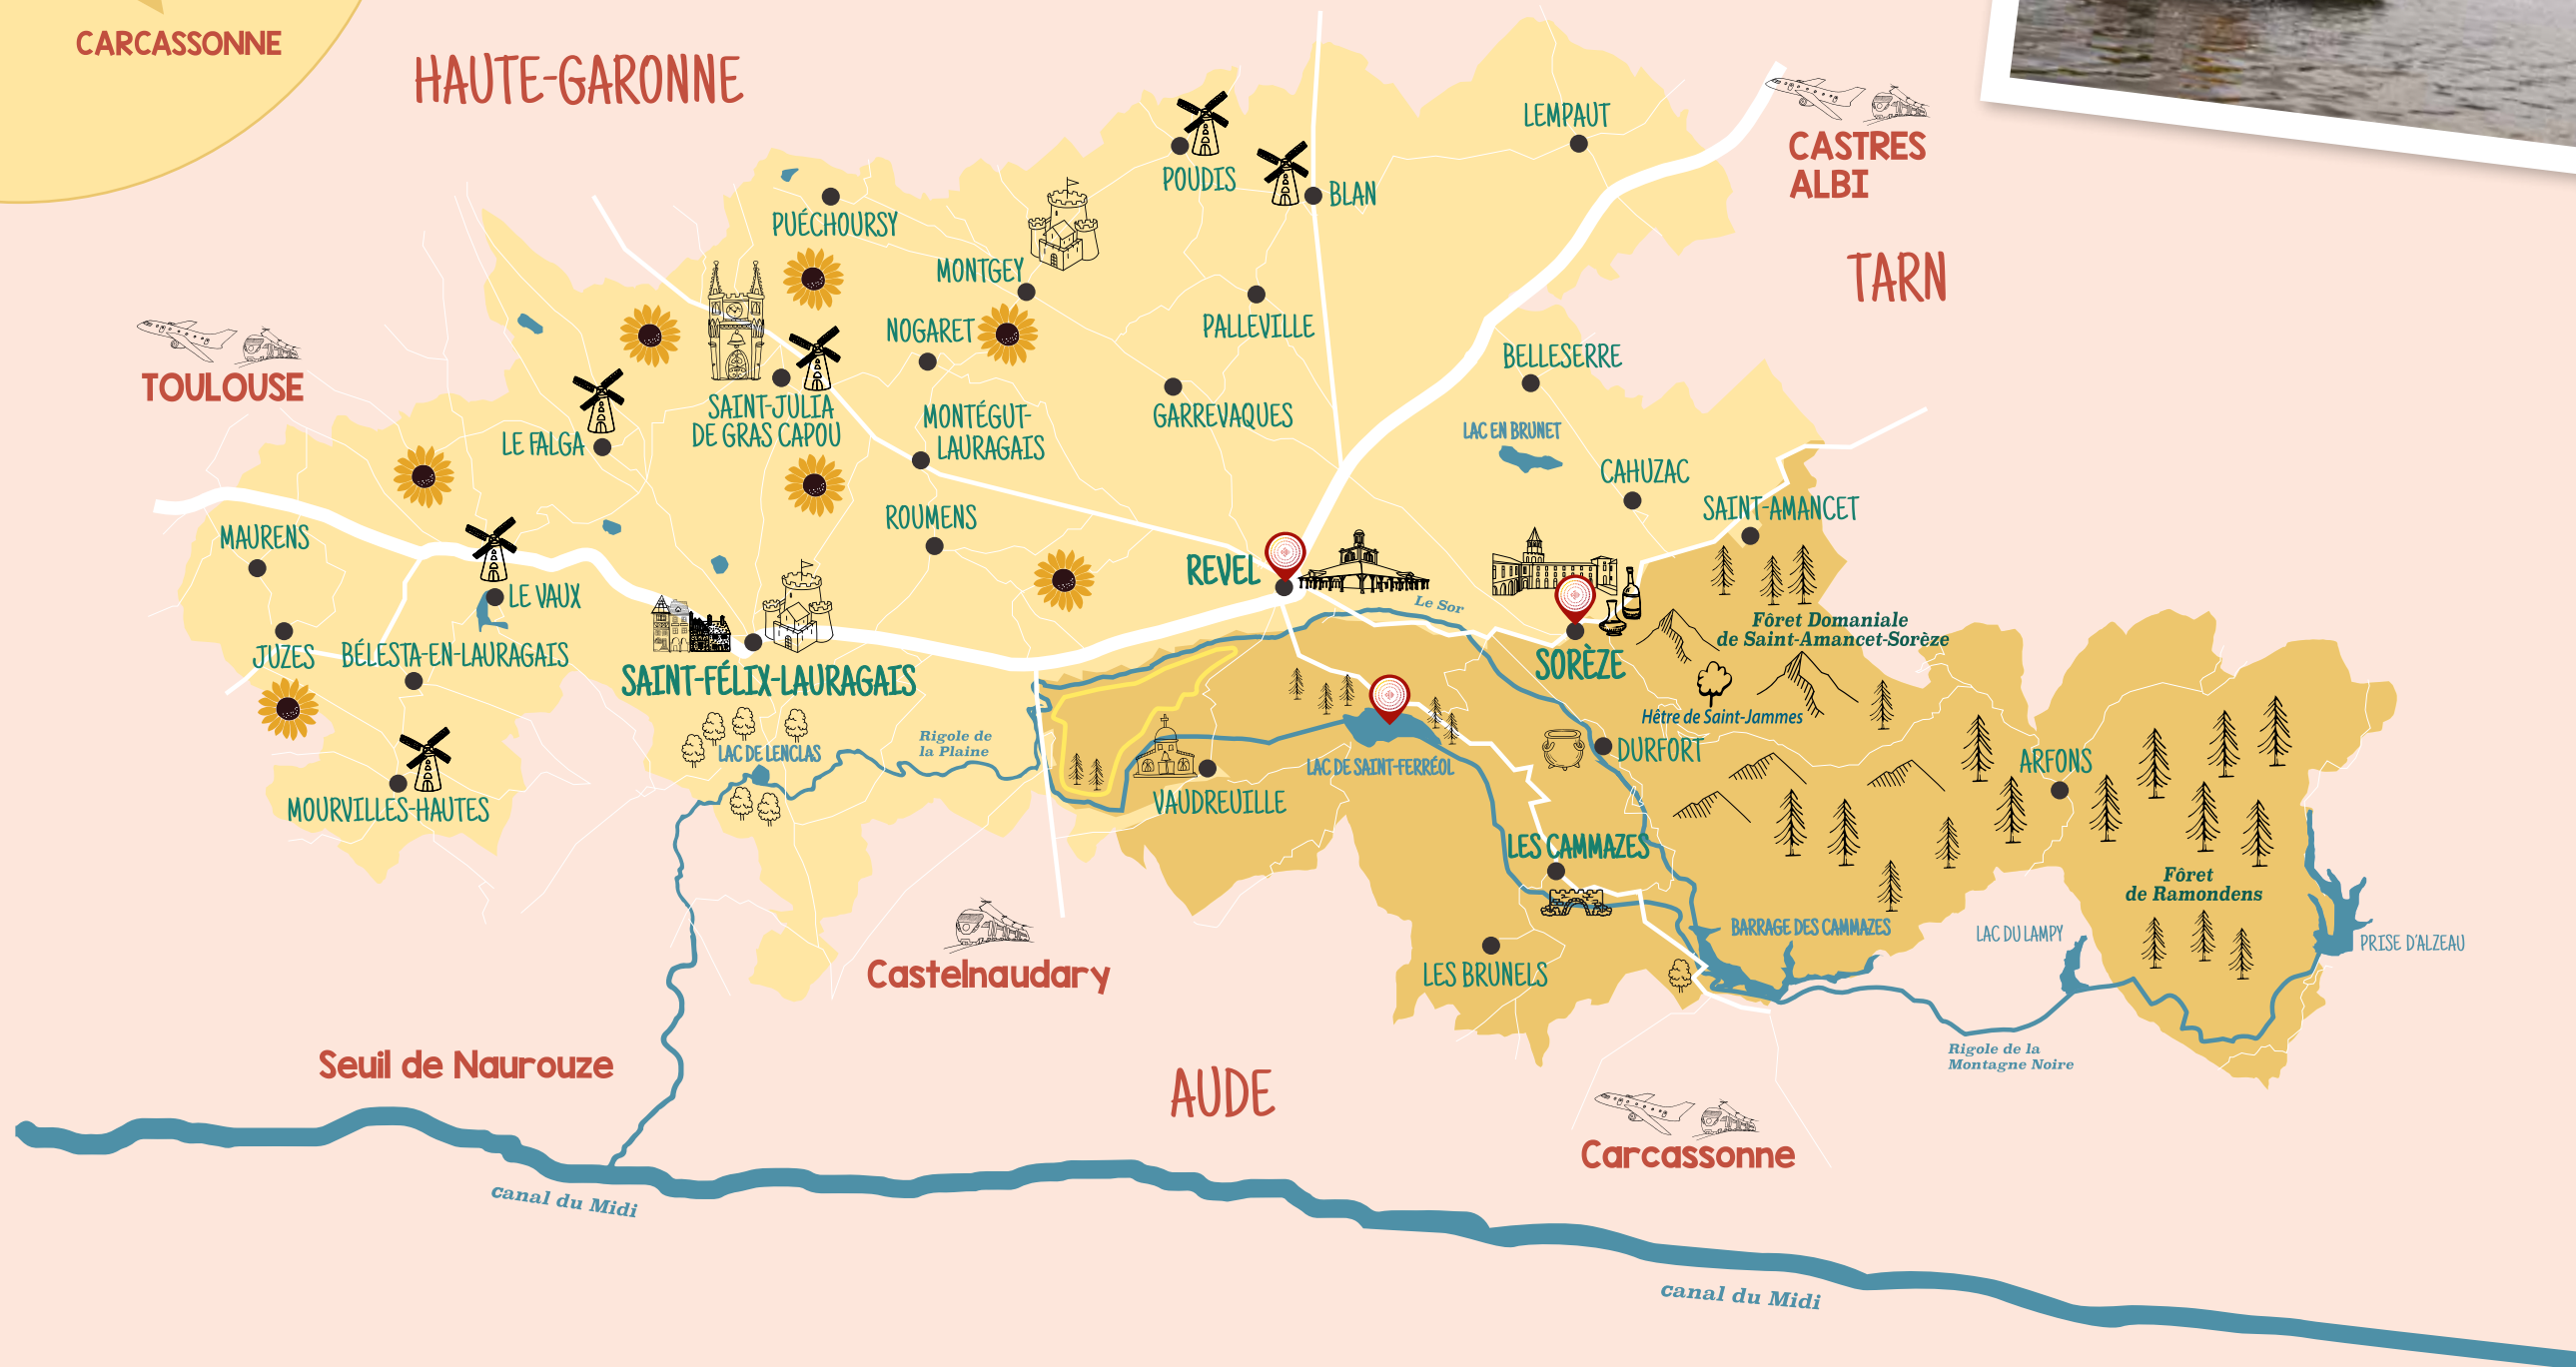 CARCASSONNE
HAUTE-GARONNE
LEMPAUT
CASTRES
ALBI
POUDIS
BLAN
PUÉCHOURSY
MONTGEY
TARN
NOGARET
PALLEVILLE
BELLESERRE
TOULOUSE
SAINT-JULIA
DE GRAS CAPOU
MONTÉGUT-
LAURAGAIS
GARREVAQUES
LAC EN BRUNET
LE FALGA
CAHUZAC
SAINT-AMANCET
ROUMENS
MAURENS
REVEL
LE VAUX
Le Sor
Fôret Domaniale
de Saint-Amancet-Sorèze
JUZES
BÉLESTA-EN-LAURAGAIS
SAINT-FÉLIX-LAURAGAIS
SORÈZE
Hêtre de Saint-Jammes
Rigole de
la Plaine
LAC DE LENCLAS
LAC DE SAINT-FERRÉOL
DURFORT
ARFONS
MOURVILLES-HAUTES
VAUDREUILLE
LES CAMMAZES
Fôret
de Ramondens
BARRAGE DES CAMMAZES
LAC DU LAMPY
PRISE D'ALZEAU
Castelnaudary
LES BRUNELS
Seuil de Naurouze
Rigole de la
Montagne Noire
AUDE
Carcassonne
canal du Midi
canal du Midi